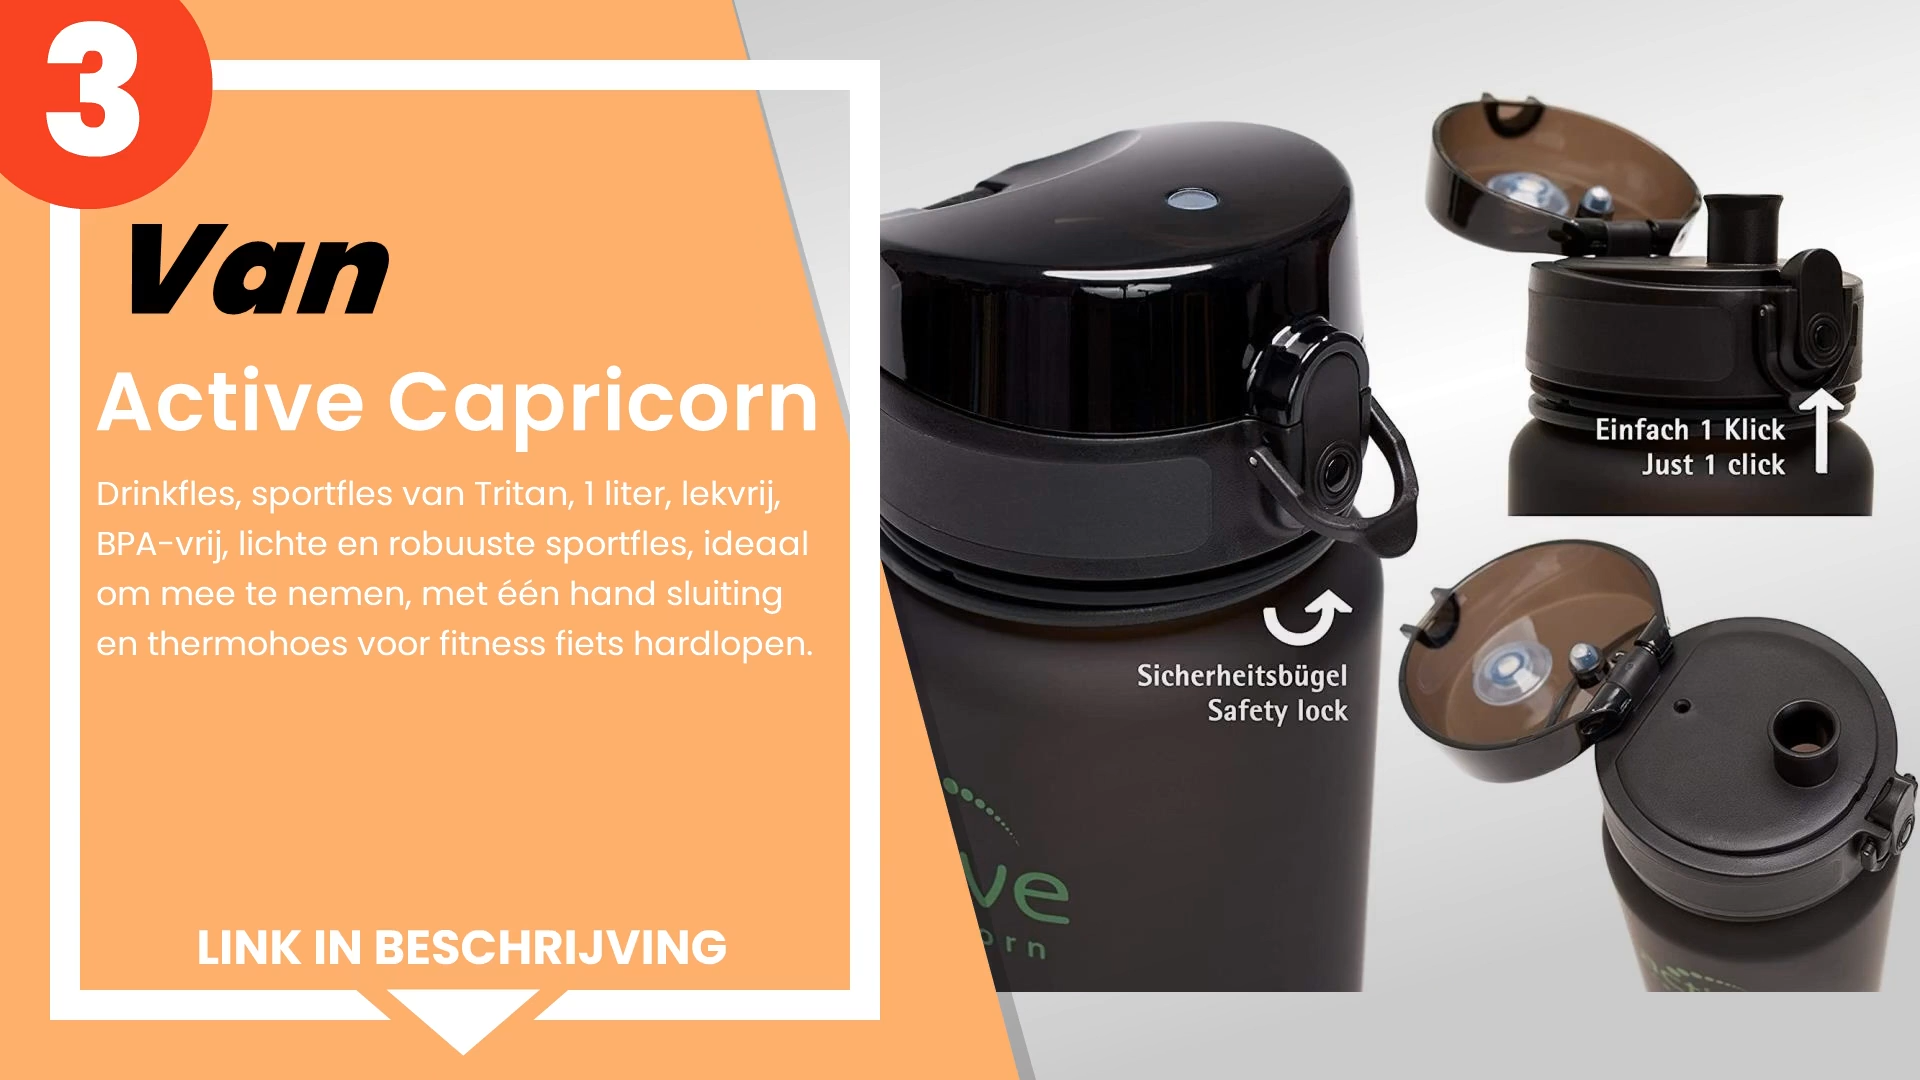 3
Van
Active Capricorn
Drinkfles, sportfles van Tritan, 1 liter, lekvrij,
BPA-vrij, lichte en robuuste sportfles, ideaal
om mee te nemen, met één hand sluiting
en thermohoes voor fitness fiets hardlopen.
LINK IN BESCHRIJVING
Einfach 1 Klick
Just 1 click
Sicherheitsbügel
Safety lock
ve
orn